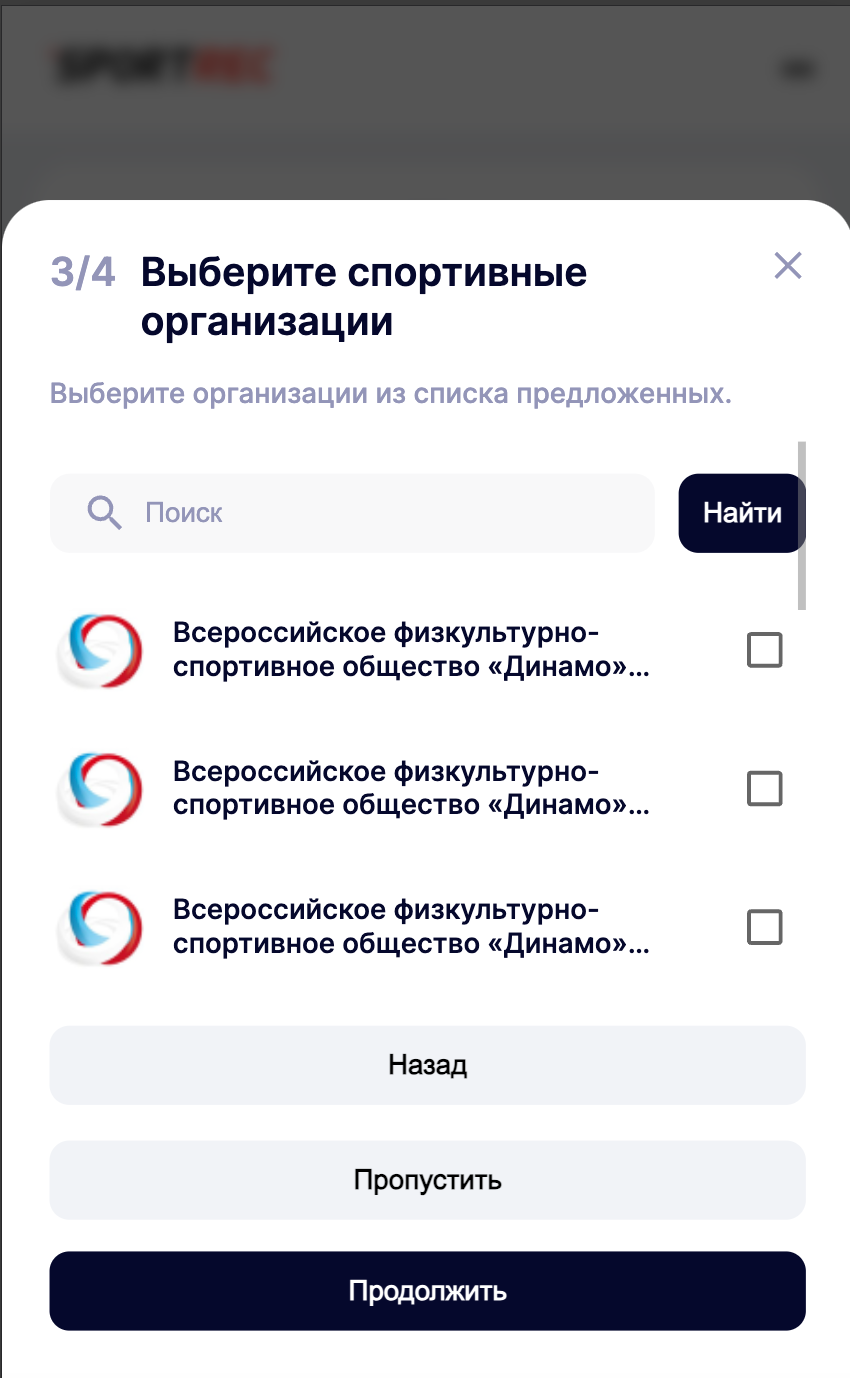 SPORTREC
3/4 Выберите спортивные
организации
Выберите организации из списка предложенных.
Поиск
Найти
Всероссийское физкультурно-
спортивное общество «Динамо»...
Всероссийское физкультурно-
спортивное общество «Динамо»...
Всероссийское физкультурно-
спортивное общество «Динамо»...
Назад
Пропустить
Продолжить